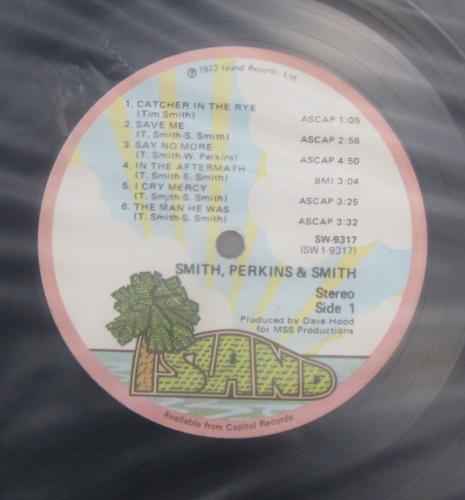 ℗ 1972 Island Records, Ltd
1. CATCHER IN THE RYE
(Tim Smith) ASCAP 1:05
2. SAVE ME
(T. Smith-S. Smith) ASCAP 2:58
3. SAY NO MORE
(T. Smith-W. Perkins) ASCAP 4:50
4. IN THE AFTERMATH
(T. Smith-S. Smith) BMI 3:04
5. I CRY MERCY
(T. Smith-S. Smith) ASCAP 3:25
6. THE MAN HE WAS
(T. Smith-S. Smith) ASCAP 3:32
SW-9317
(SW1-9317)
SMITH, PERKINS & SMITH
Stereo
Side 1
Produced by Dave Hood
for MSS Productions
ISLAND
Available from Capitol Records